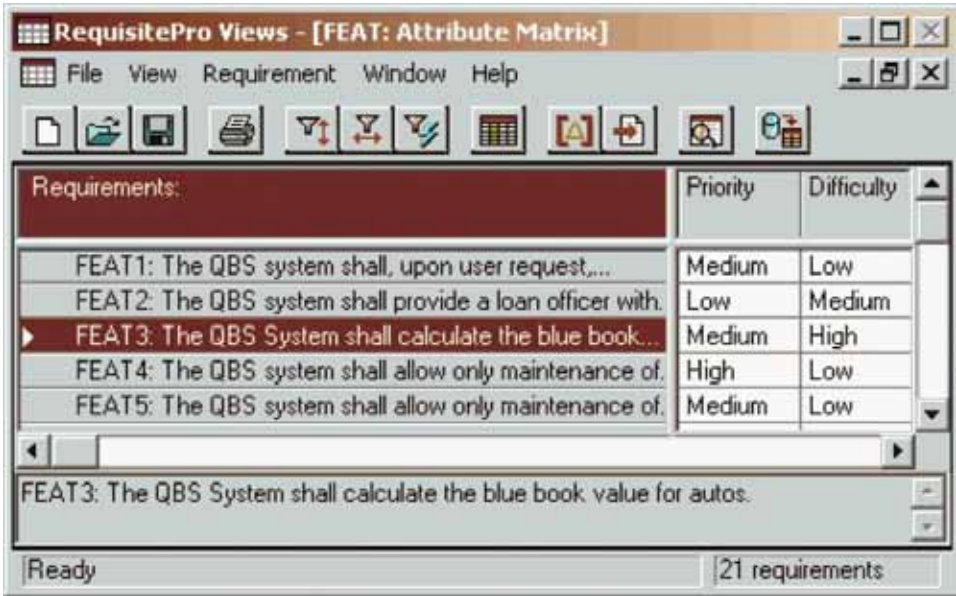 RequisitePro Views - [FEAT: Attribute Matrix]
File View Requirement Window Help
Requirements: Priority Difficulty
FEAT1: The QBS system shall, upon user request,... Medium Low
FEAT2: The QBS system shall provide a loan officer with. Low Medium
FEAT3: The QBS System shall calculate the blue book... Medium High
FEAT4: The QBS system shall allow only maintenance of. High Low
FEAT5: The QBS system shall allow only maintenance of. Medium Low
FEAT3: The QBS System shall calculate the blue book value for autos.
Ready 21 requirements